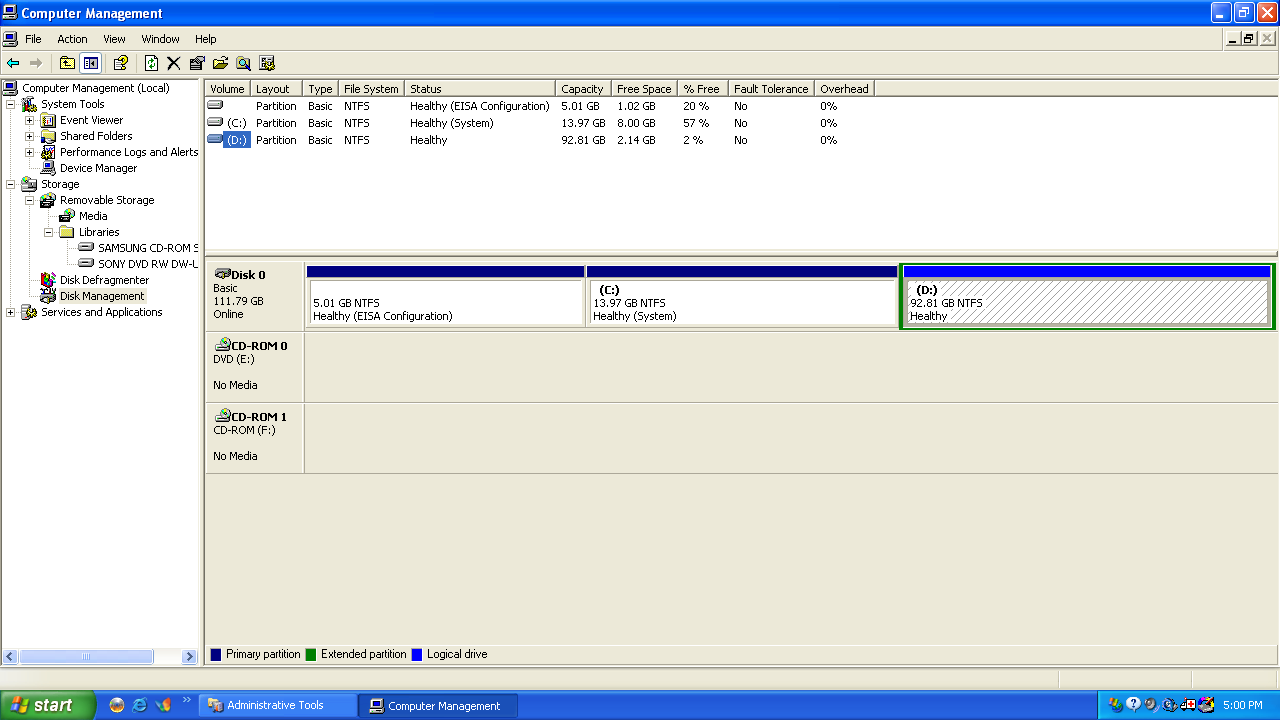 Computer Management
File Action View Window Help
Computer Management (Local)
System Tools
Event Viewer
Shared Folders
Performance Logs and Alerts
Device Manager
Storage
Removable Storage
Media
Libraries
SAMSUNG CD-ROM S
SONY DVD RW DW-L
Disk Defragmenter
Disk Management
Services and Applications
Volume Layout Type File System Status Capacity Free Space % Free Fault Tolerance Overhead
Partition Basic NTFS Healthy (EISA Configuration) 5.01 GB 1.02 GB 20 % No 0%
(C:) Partition Basic NTFS Healthy (System) 13.97 GB 8.00 GB 57 % No 0%
(D:) Partition Basic NTFS Healthy 92.81 GB 2.14 GB 2 % No 0%
Disk 0
Basic
111.79 GB
Online
5.01 GB NTFS
Healthy (EISA Configuration)
(C:)
13.97 GB NTFS
Healthy (System)
(D:)
92.81 GB NTFS
Healthy
CD-ROM 0
DVD (E:)
No Media
CD-ROM 1
CD-ROM (F:)
No Media
Primary partition Extended partition Logical drive
start Administrative Tools Computer Management 5:00 PM